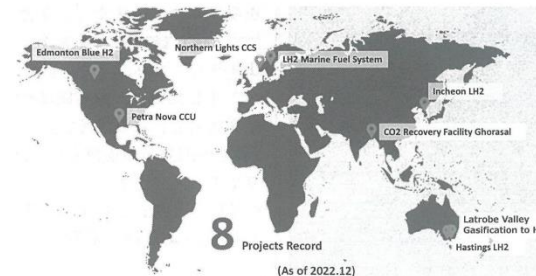 Edmonton Blue H2
Northern Lights CCS
LH2 Marine Fuel System
Incheon LH2
Petra Nova CCU
CO2 Recovery Facility Ghorasal
Latrobe Valley
Gasification to H
Hastings LH2
8 Projects Record
(As of 2022.12)